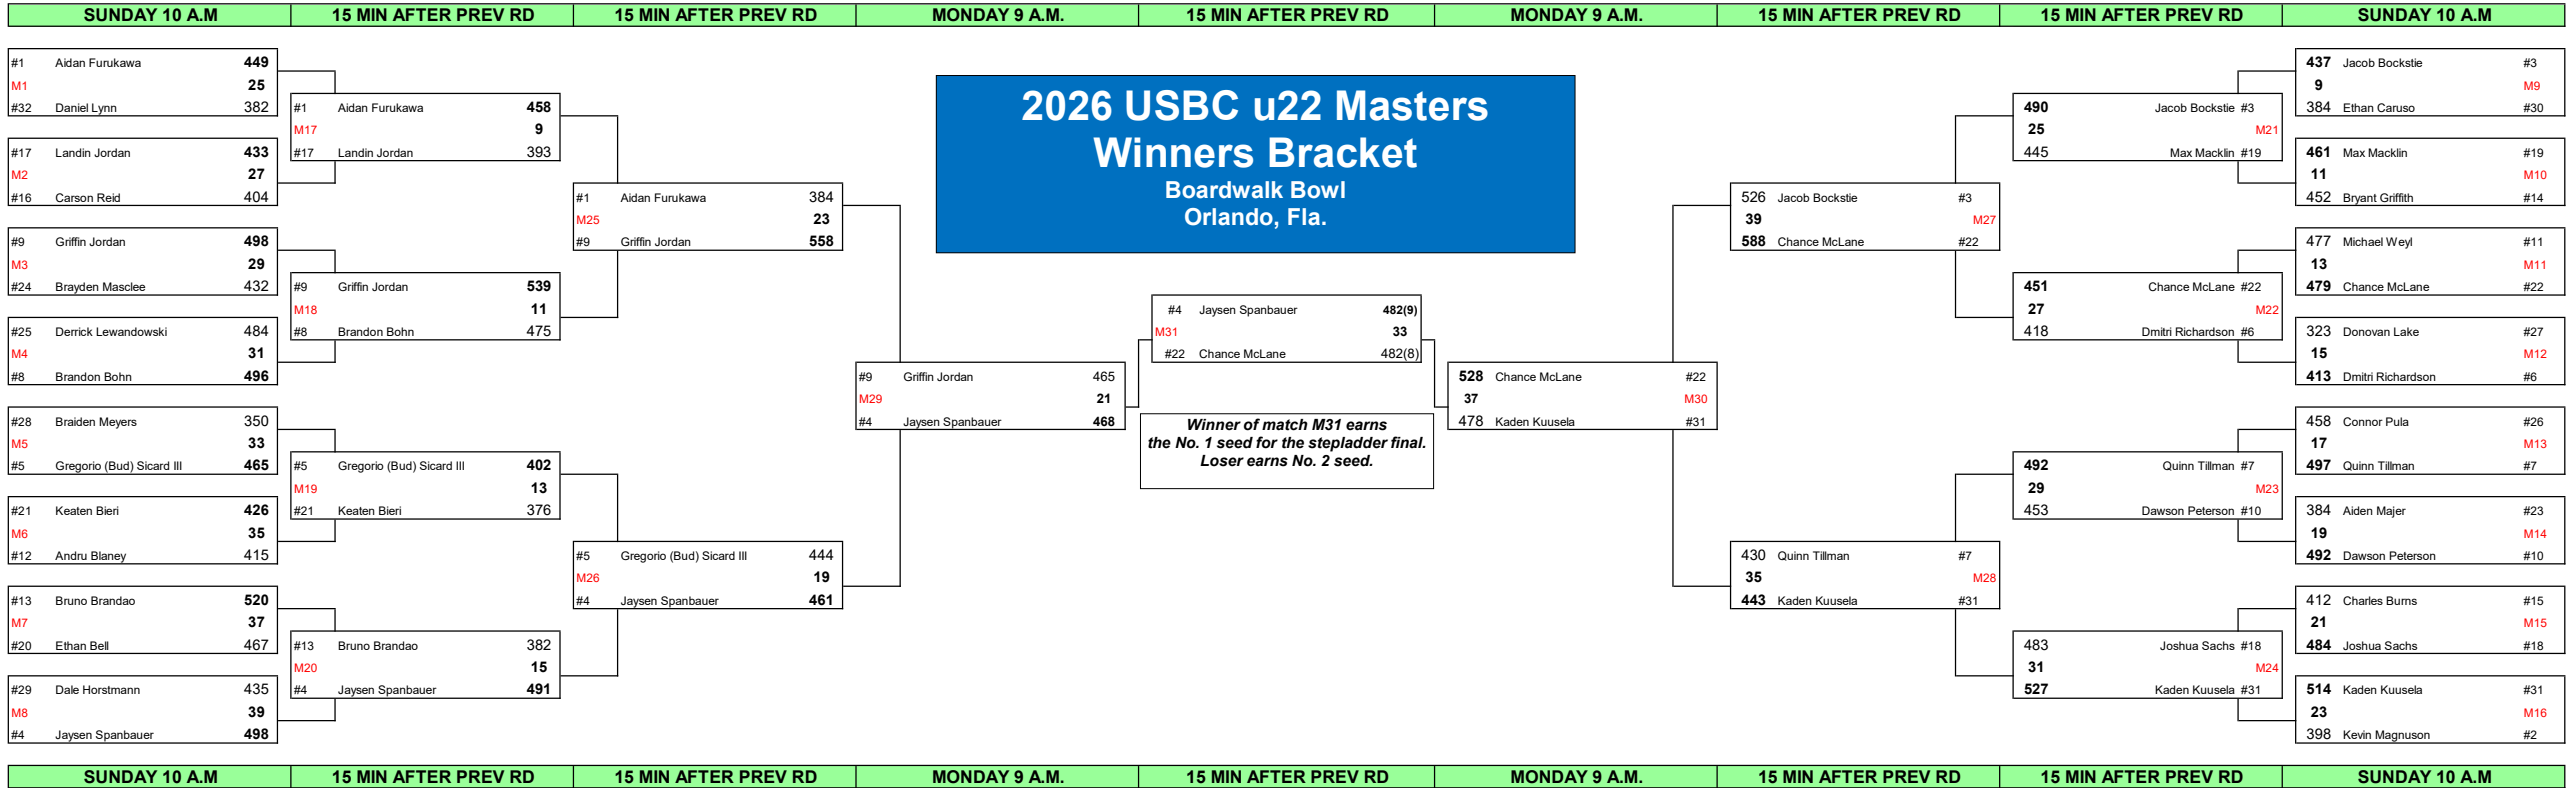 SUNDAY 10 A.M 15 MIN AFTER PREV RD 15 MIN AFTER PREV RD MONDAY 9 A.M. 15 MIN AFTER PREV RD MONDAY 9 A.M. 15 MIN AFTER PREV RD 15 MIN AFTER PREV RD SUNDAY 10 A.M
#1 Aidan Furukawa 449
M1 25
#32 Daniel Lynn 382
#17 Landin Jordan 433
M2 27
#16 Carson Reid 404
#9 Griffin Jordan 498
M3 29
#24 Brayden Masclee 432
#25 Derrick Lewandowski 484
M4 31
#8 Brandon Bohn 496
#28 Braiden Meyers 350
M5 33
#5 Gregorio (Bud) Sicard III 465
#21 Keaten Bieri 426
M6 35
#12 Andru Blaney 415
#13 Bruno Brandao 520
M7 37
#20 Ethan Bell 467
#29 Dale Horstmann 435
M8 39
#4 Jaysen Spanbauer 498
#1 Aidan Furukawa 458
M17 9
#17 Landin Jordan 393
#9 Griffin Jordan 539
M18 11
#8 Brandon Bohn 475
#5 Gregorio (Bud) Sicard III 402
M19 13
#21 Keaten Bieri 376
#13 Bruno Brandao 382
M20 15
#4 Jaysen Spanbauer 491
#1 Aidan Furukawa 384
M25 23
#9 Griffin Jordan 558
#5 Gregorio (Bud) Sicard III 444
M26 19
#4 Jaysen Spanbauer 461
#9 Griffin Jordan 465
M29 21
#4 Jaysen Spanbauer 468
2026 USBC u22 Masters
Winners Bracket
Boardwalk Bowl
Orlando, Fla.
#4 Jaysen Spanbauer 482(9)
M31 33
#22 Chance McLane 482(8)
Winner of match M31 earns
the No. 1 seed for the stepladder final.
Loser earns No. 2 seed.
528 Chance McLane #22
37 M30
478 Kaden Kuusela #31
526 Jacob Bockstie #3
39 M27
588 Chance McLane #22
430 Quinn Tillman #7
35 M28
443 Kaden Kuusela #31
490 Jacob Bockstie #3
25 M21
445 Max Macklin #19
451 Chance McLane #22
27 M22
418 Dmitri Richardson #6
492 Quinn Tillman #7
29 M23
453 Dawson Peterson #10
483 Joshua Sachs #18
31 M24
527 Kaden Kuusela #31
437 Jacob Bockstie #3
9 M9
384 Ethan Caruso #30
461 Max Macklin #19
11 M10
452 Bryant Griffith #14
477 Michael Weyl #11
13 M11
479 Chance McLane #22
323 Donovan Lake #27
15 M12
413 Dmitri Richardson #6
458 Connor Pula #26
17 M13
497 Quinn Tillman #7
384 Aiden Majer #23
19 M14
492 Dawson Peterson #10
412 Charles Burns #15
21 M15
484 Joshua Sachs #18
514 Kaden Kuusela #31
23 M16
398 Kevin Magnuson #2
SUNDAY 10 A.M 15 MIN AFTER PREV RD 15 MIN AFTER PREV RD MONDAY 9 A.M. 15 MIN AFTER PREV RD MONDAY 9 A.M. 15 MIN AFTER PREV RD 15 MIN AFTER PREV RD SUNDAY 10 A.M